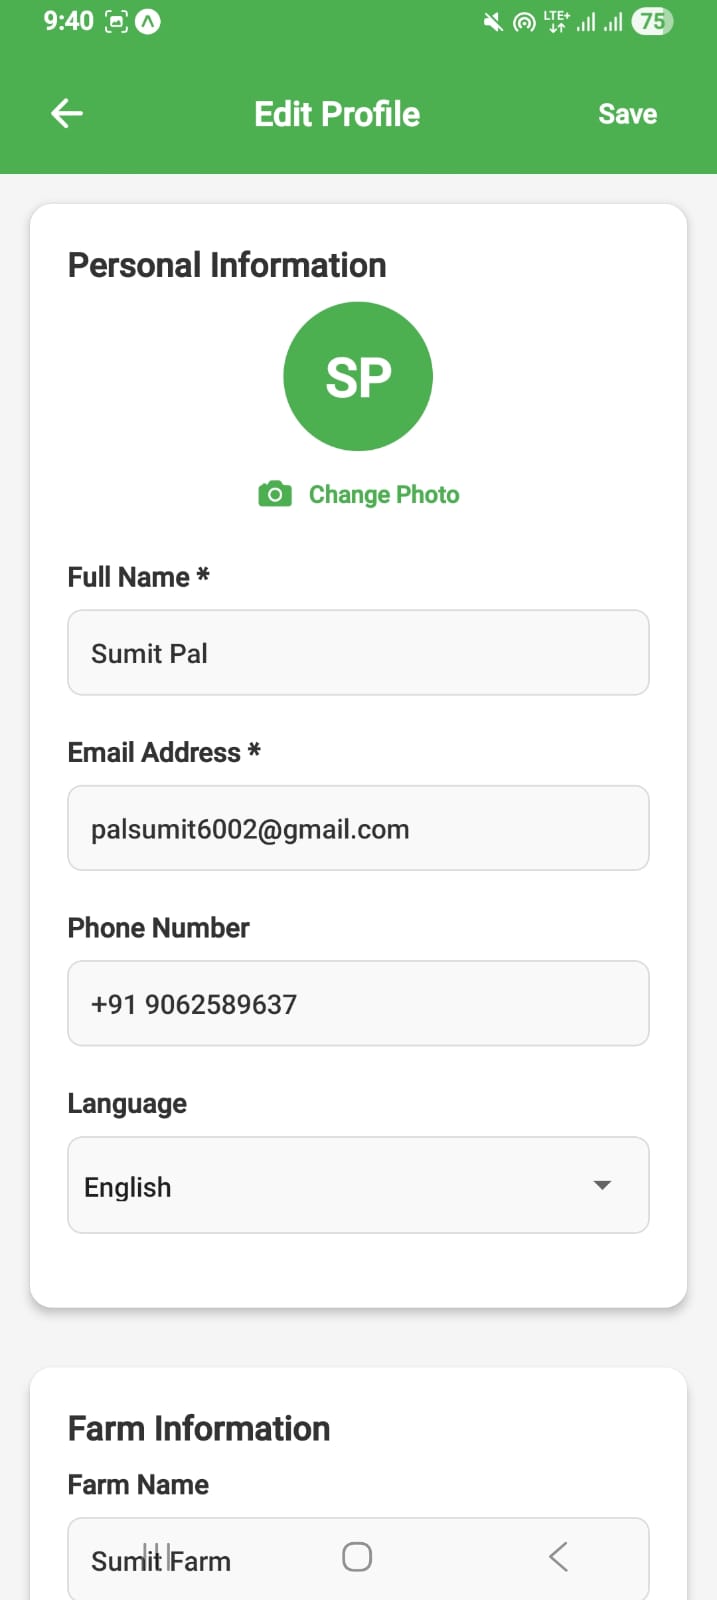 9:40 LTE+ 75
Edit Profile Save
Personal Information
SP
Change Photo
Full Name *
Sumit Pal
Email Address *
palsumit6002@gmail.com
Phone Number
+91 9062589637
Language
English
Farm Information
Farm Name
Sumit Farm